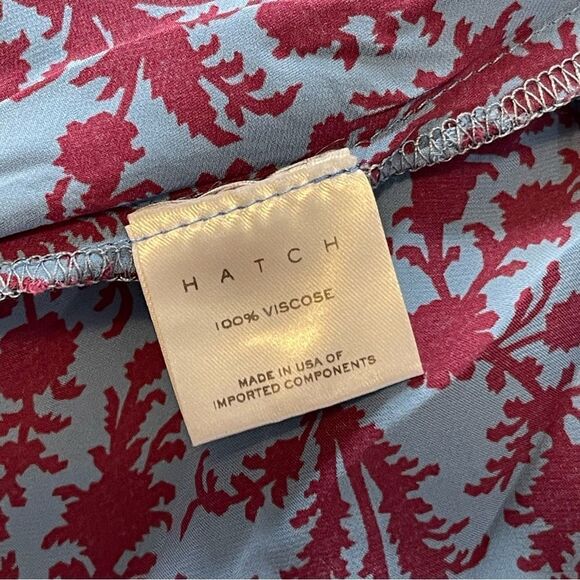 HATCH
100% VISCOSE
MADE IN USA OF
IMPORTED COMPONENTS